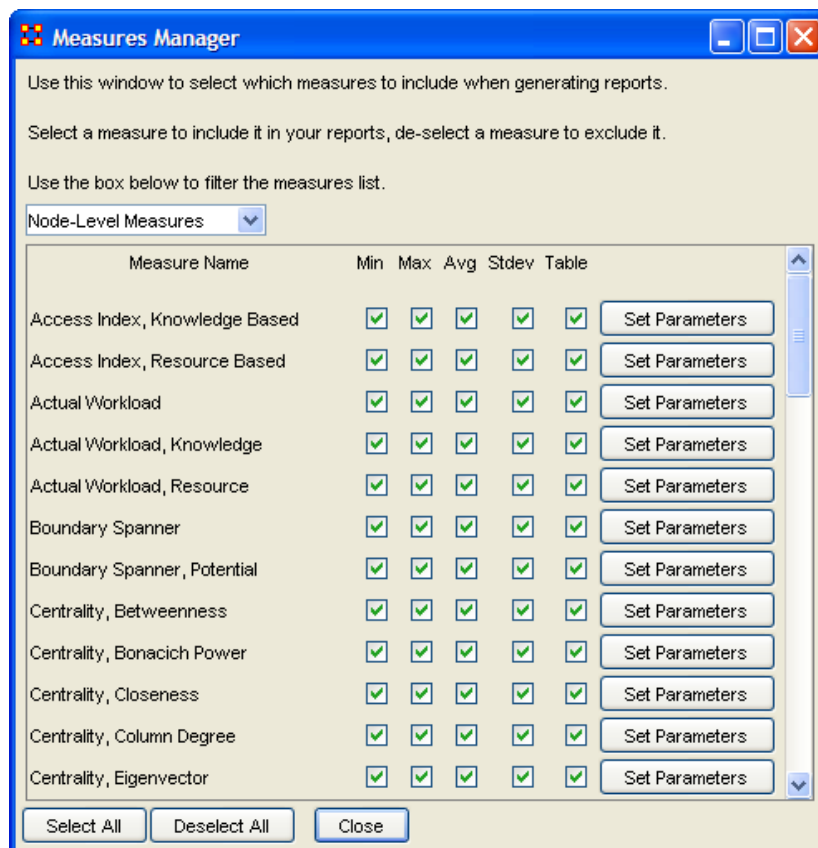 Measures Manager
Use this window to select which measures to include when generating reports.
Select a measure to include it in your reports, de-select a measure to exclude it.
Use the box below to filter the measures list.
Node-Level Measures
Measure Name Min Max Avg Stdev Table
Access Index, Knowledge Based Set Parameters
Access Index, Resource Based Set Parameters
Actual Workload Set Parameters
Actual Workload, Knowledge Set Parameters
Actual Workload, Resource Set Parameters
Boundary Spanner Set Parameters
Boundary Spanner, Potential Set Parameters
Centrality, Betweenness Set Parameters
Centrality, Bonacich Power Set Parameters
Centrality, Closeness Set Parameters
Centrality, Column Degree Set Parameters
Centrality, Eigenvector Set Parameters
Select All Deselect All Close